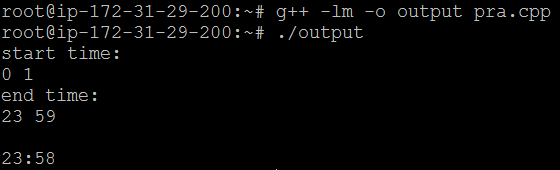 root@ip-172-31-29-200:~# g++ -lm -o output pra.cpp
root@ip-172-31-29-200:~# ./output
start time:
0 1
end time:
23 59
23:58